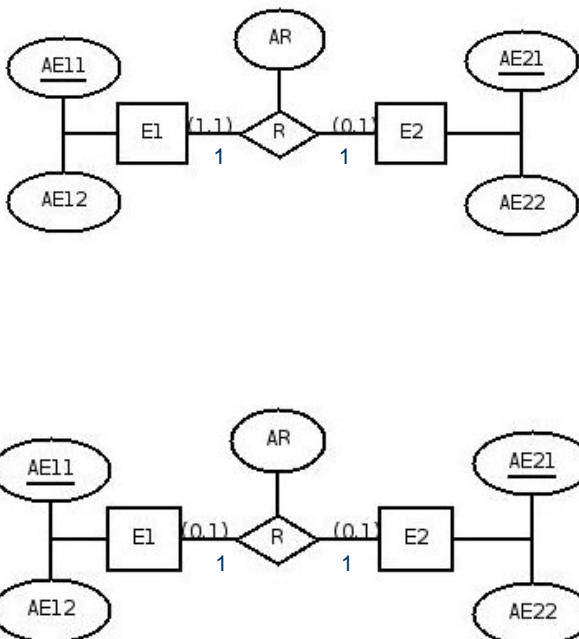 AR
AE11
AE21
E1 (1,1) R (0,1) E2
1 1
AE12
AE22
AR
AE11
AE21
E1 (0,1) R (0,1) E2
1 1
AE12
AE22